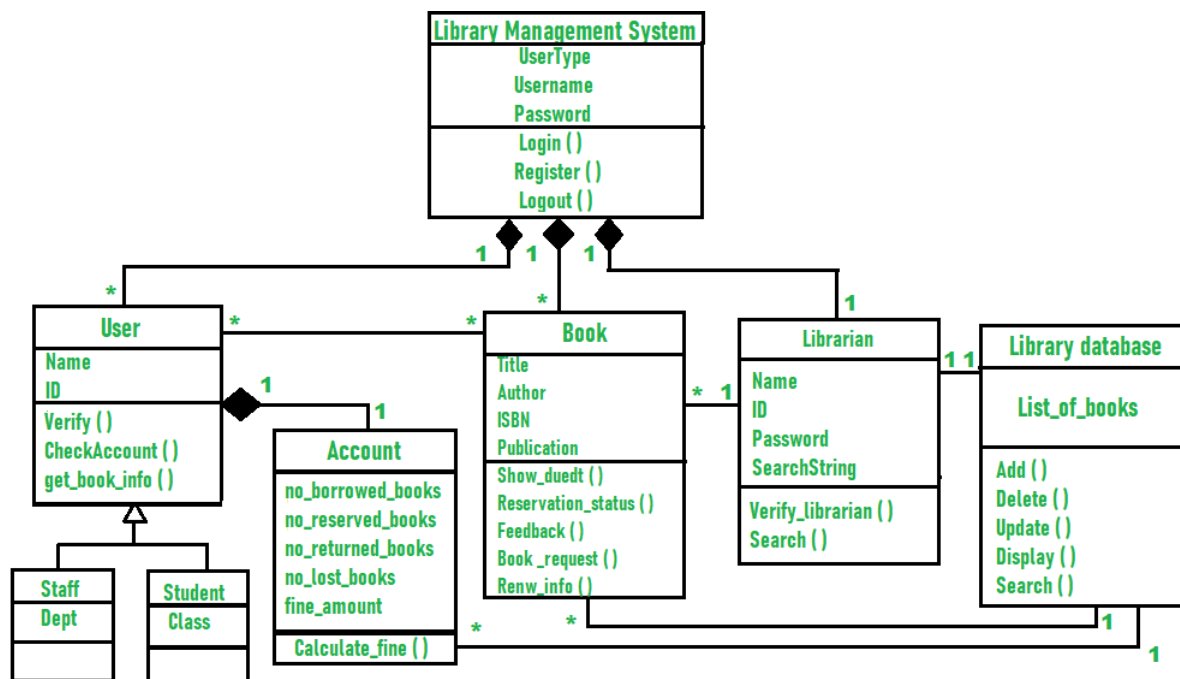 Library Management System
UserType
Username
Password
Login ( )
Register ( )
Logout ( )
1
1
1
*
*
1
User
Name
ID
Verify ( )
CheckAccount ( )
get_book_info ( )
*
*
1
1
Book
Title
Author
ISBN
Publication
Show_duedt ( )
Reservation_status ( )
Feedback ( )
Book _request ( )
Renw_info ( )
*
1
Librarian
Name
ID
Password
SearchString
Verify_librarian ( )
Search ( )
1
1
Library database
List_of_books
Add ( )
Delete ( )
Update ( )
Display ( )
Search ( )
Account
no_borrowed_books
no_reserved_books
no_returned_books
no_lost_books
fine_amount
Calculate_fine ( )
*
*
1
1
Staff
Dept
Student
Class